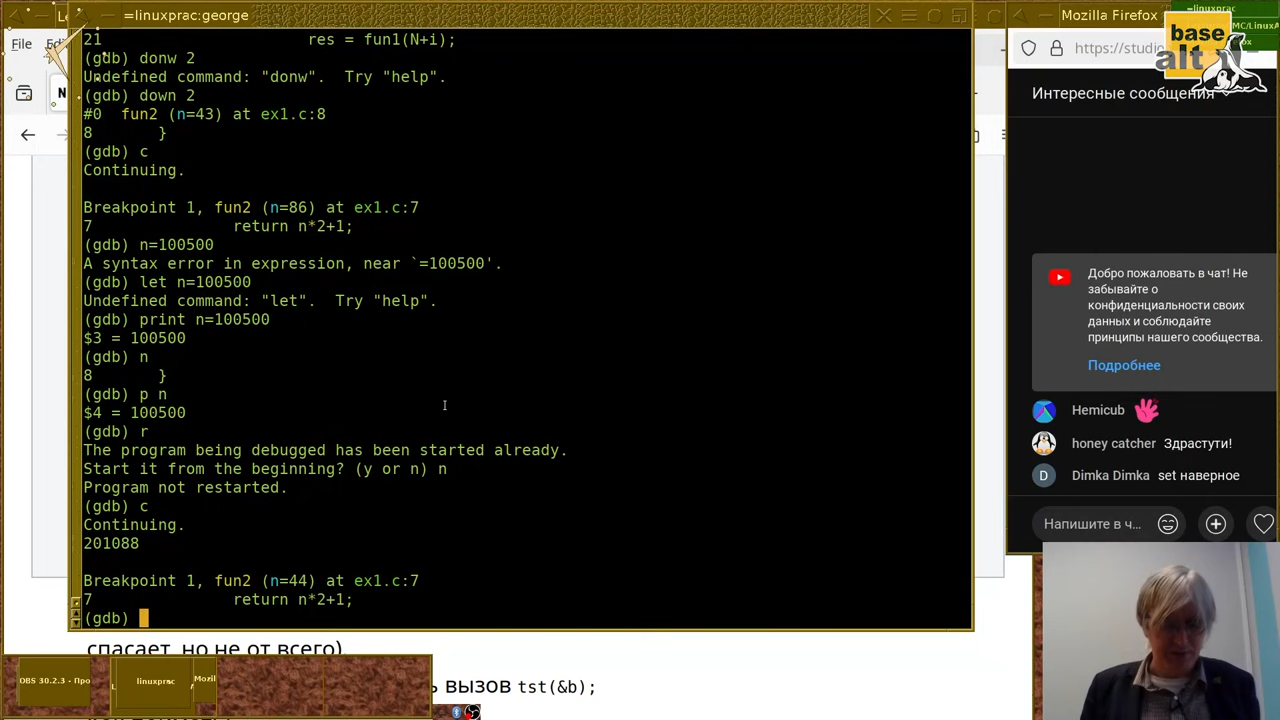 =linuxprac:george
21                      res = fun1(N+i);
(gdb) donw 2
Undefined command: "donw".  Try "help".
(gdb) down 2
#0  fun2 (n=43) at ex1.c:8
8       }
(gdb) c
Continuing.
Breakpoint 1, fun2 (n=86) at ex1.c:7
7               return n*2+1;
(gdb) n=100500
A syntax error in expression, near `=100500'.
(gdb) let n=100500
Undefined command: "let".  Try "help".
(gdb) print n=100500
$3 = 100500
(gdb) n
8       }
(gdb) p n
$4 = 100500
(gdb) r
The program being debugged has been started already.
Start it from the beginning? (y or n) n
Program not restarted.
(gdb) c
Continuing.
201088
Breakpoint 1, fun2 (n=44) at ex1.c:7
7               return n*2+1;
(gdb)
File
спасает, но не от всего)
ь вызов tst(&b);
OBS 30.2.3 - Про
linuxprac
Mozil
Mozilla Firefox
=linuxprac:george
base
alt
https://studio
Интересные сообщения
Добро пожаловать в чат! Не
забывайте о
конфиденциальности своих
данных и соблюдайте
принципы нашего сообщества.
Подробнее
Hemicub
honey catcher Здрастути!
D
Dimka Dimka set наверное
Напишите в ч...